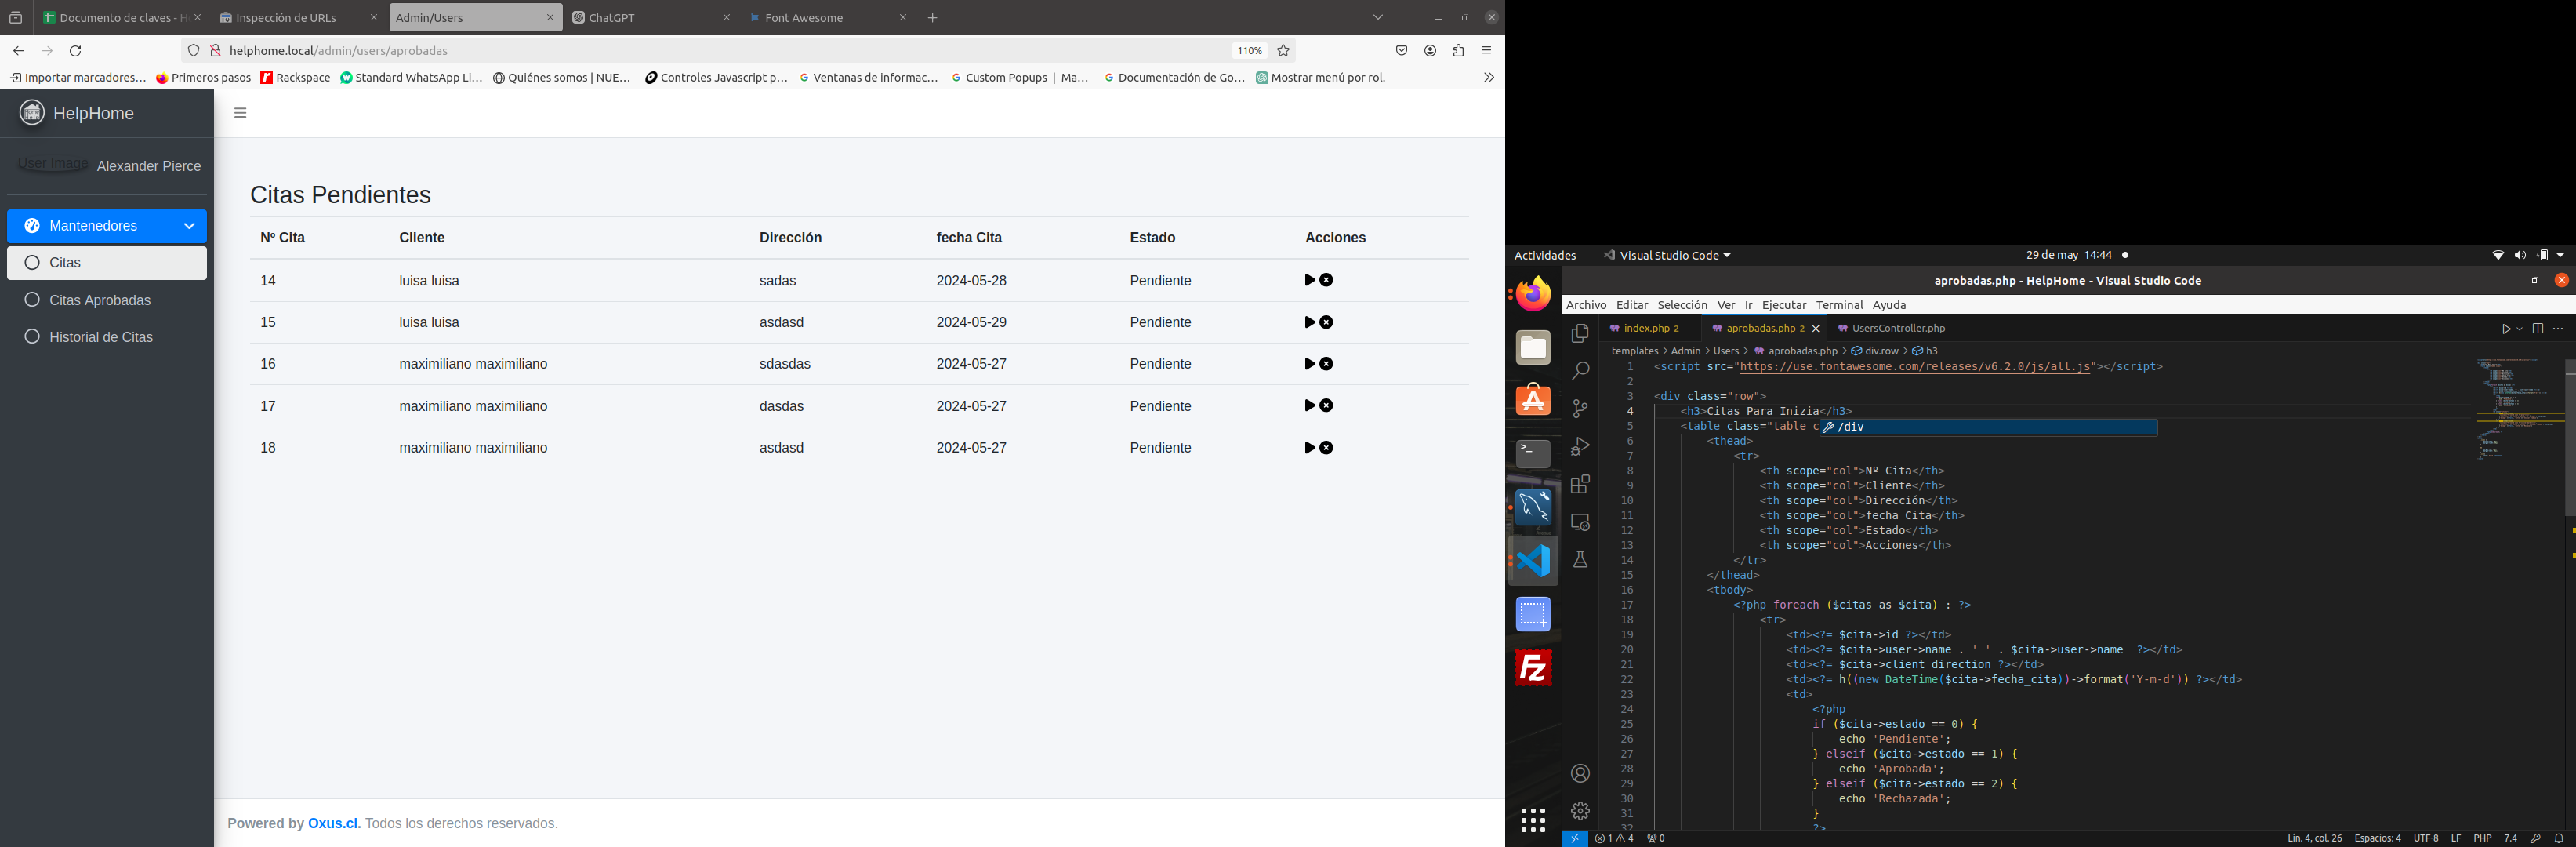 Documento de claves - H
Inspección de URLs
Admin/Users
ChatGPT
Font Awesome
helphome.local/admin/users/aprobadas
110%
Importar marcadores...
Primeros pasos
Rackspace
Standard WhatsApp Li...
Quiénes somos | NUE...
Controles Javascript p...
Ventanas de informac...
Custom Popups | Ma...
Documentación de Go...
Mostrar menú por rol.
HelpHome
User Image
Alexander Pierce
Mantenedores
Citas
Citas Aprobadas
Historial de Citas
Citas Pendientes
Nº Cita Cliente Dirección fecha Cita Estado Acciones
14 luisa luisa sadas 2024-05-28 Pendiente
15 luisa luisa asdasd 2024-05-29 Pendiente
16 maximiliano maximiliano sdasdas 2024-05-27 Pendiente
17 maximiliano maximiliano dasdas 2024-05-27 Pendiente
18 maximiliano maximiliano asdasd 2024-05-27 Pendiente
Powered by Oxus.cl. Todos los derechos reservados.
Actividades
Visual Studio Code
29 de may 14:44
aprobadas.php - HelpHome - Visual Studio Code
Archivo Editar Selección Ver Ir Ejecutar Terminal Ayuda
index.php 2
aprobadas.php 2
UsersController.php
templates > Admin > Users > aprobadas.php > div.row > h3
1 <script src="https://use.fontawesome.com/releases/v6.2.0/js/all.js"></script>
2
3 <div class="row">
4 <h3>Citas Para Inizia</h3>
5 <table class="table c
/div
6 <thead>
7 <tr>
8 <th scope="col">Nº Cita</th>
9 <th scope="col">Cliente</th>
10 <th scope="col">Dirección</th>
11 <th scope="col">fecha Cita</th>
12 <th scope="col">Estado</th>
13 <th scope="col">Acciones</th>
14 </tr>
15 </thead>
16 <tbody>
17 <?php foreach ($citas as $cita) : ?>
18 <tr>
19 <td><?= $cita->id ?></td>
20 <td><?= $cita->user->name . ' ' . $cita->user->name ?></td>
21 <td><?= $cita->client_direction ?></td>
22 <td><?= h((new DateTime($cita->fecha_cita))->format('Y-m-d')) ?></td>
23 <td>
24 <?php
25 if ($cita->estado == 0) {
26 echo 'Pendiente';
27 } elseif ($cita->estado == 1) {
28 echo 'Aprobada';
29 } elseif ($cita->estado == 2) {
30 echo 'Rechazada';
31 }
32 ?>
1 4 0
Lín. 4, col. 26 Espacios: 4 UTF-8 LF PHP 7.4